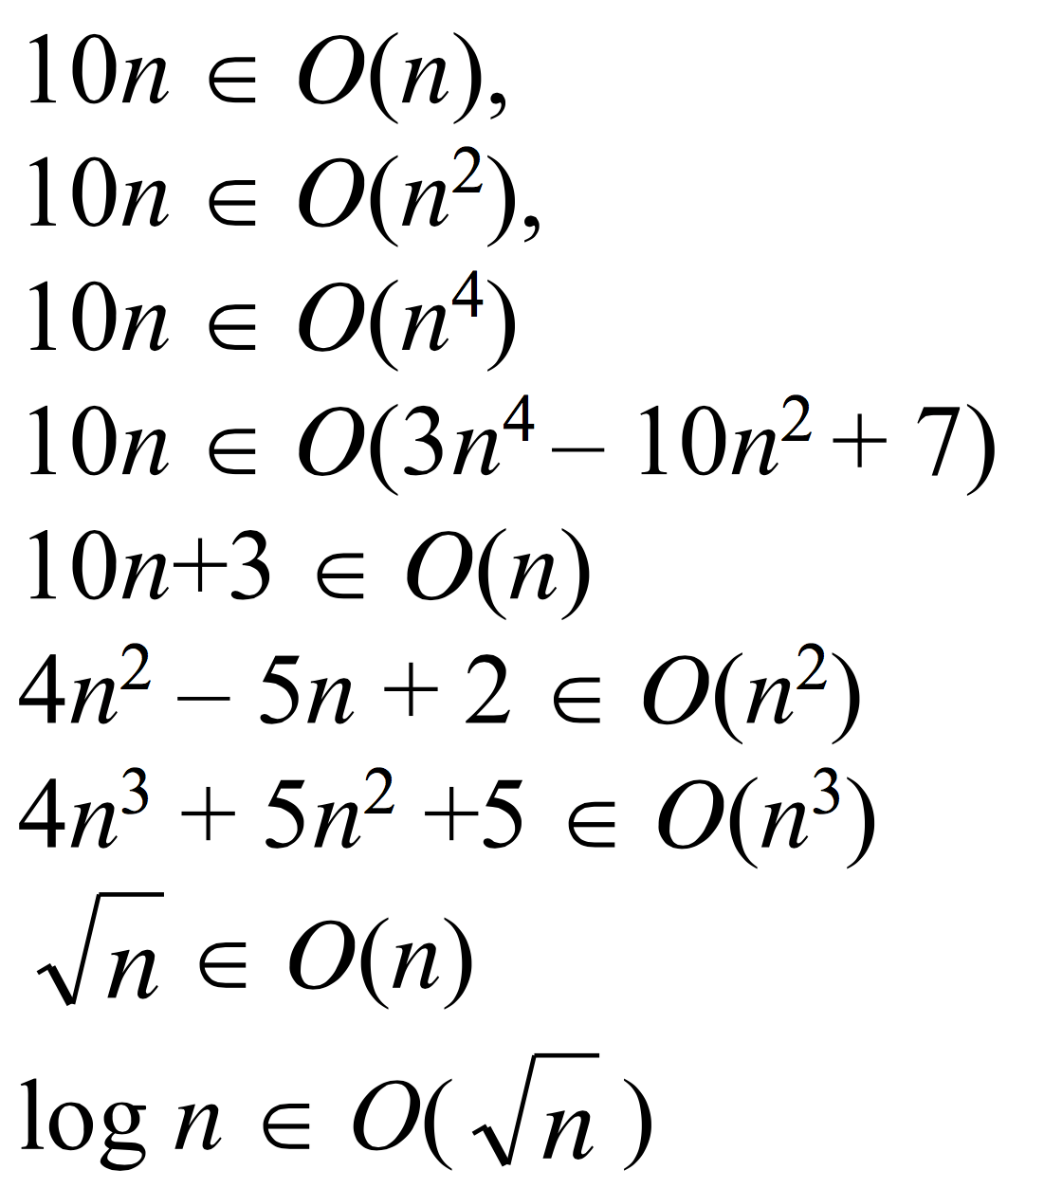 10n ∈ O(n),
10n ∈ O(n²),
10n ∈ O(n⁴)
10n ∈ O(3n⁴ – 10n² + 7)
10n+3 ∈ O(n)
4n² – 5n + 2 ∈ O(n²)
4n³ + 5n² +5 ∈ O(n³)
√n ∈ O(n)
log n ∈ O( √n )